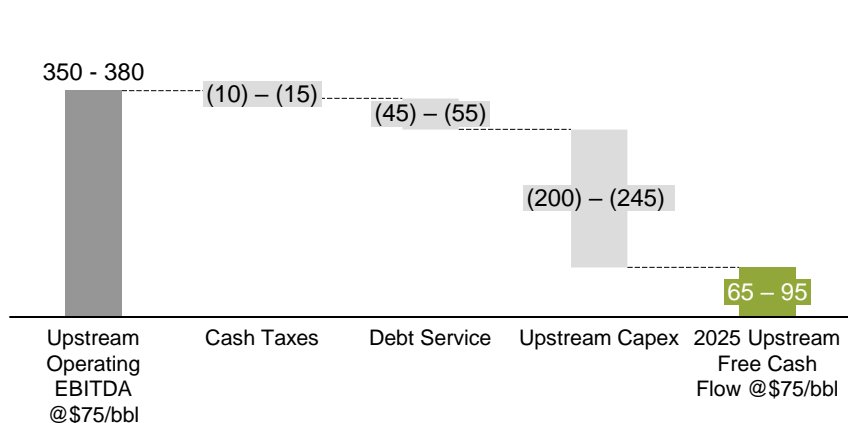 350 - 380
(10) – (15)
(45) – (55)
(200) – (245)
65 – 95
Upstream
Operating
EBITDA
@$75/bbl
Cash Taxes
Debt Service
Upstream Capex
2025 Upstream
Free Cash
Flow @$75/bbl